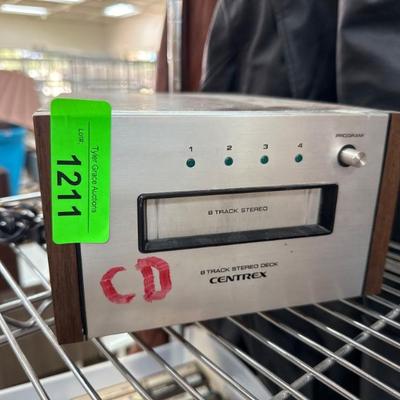 Tyler Grace Auctions
Lot#:
1211
1 2 3 4
PROGRAM
8 TRACK STEREO
8 TRACK STEREO DECK
CENTREX
CD